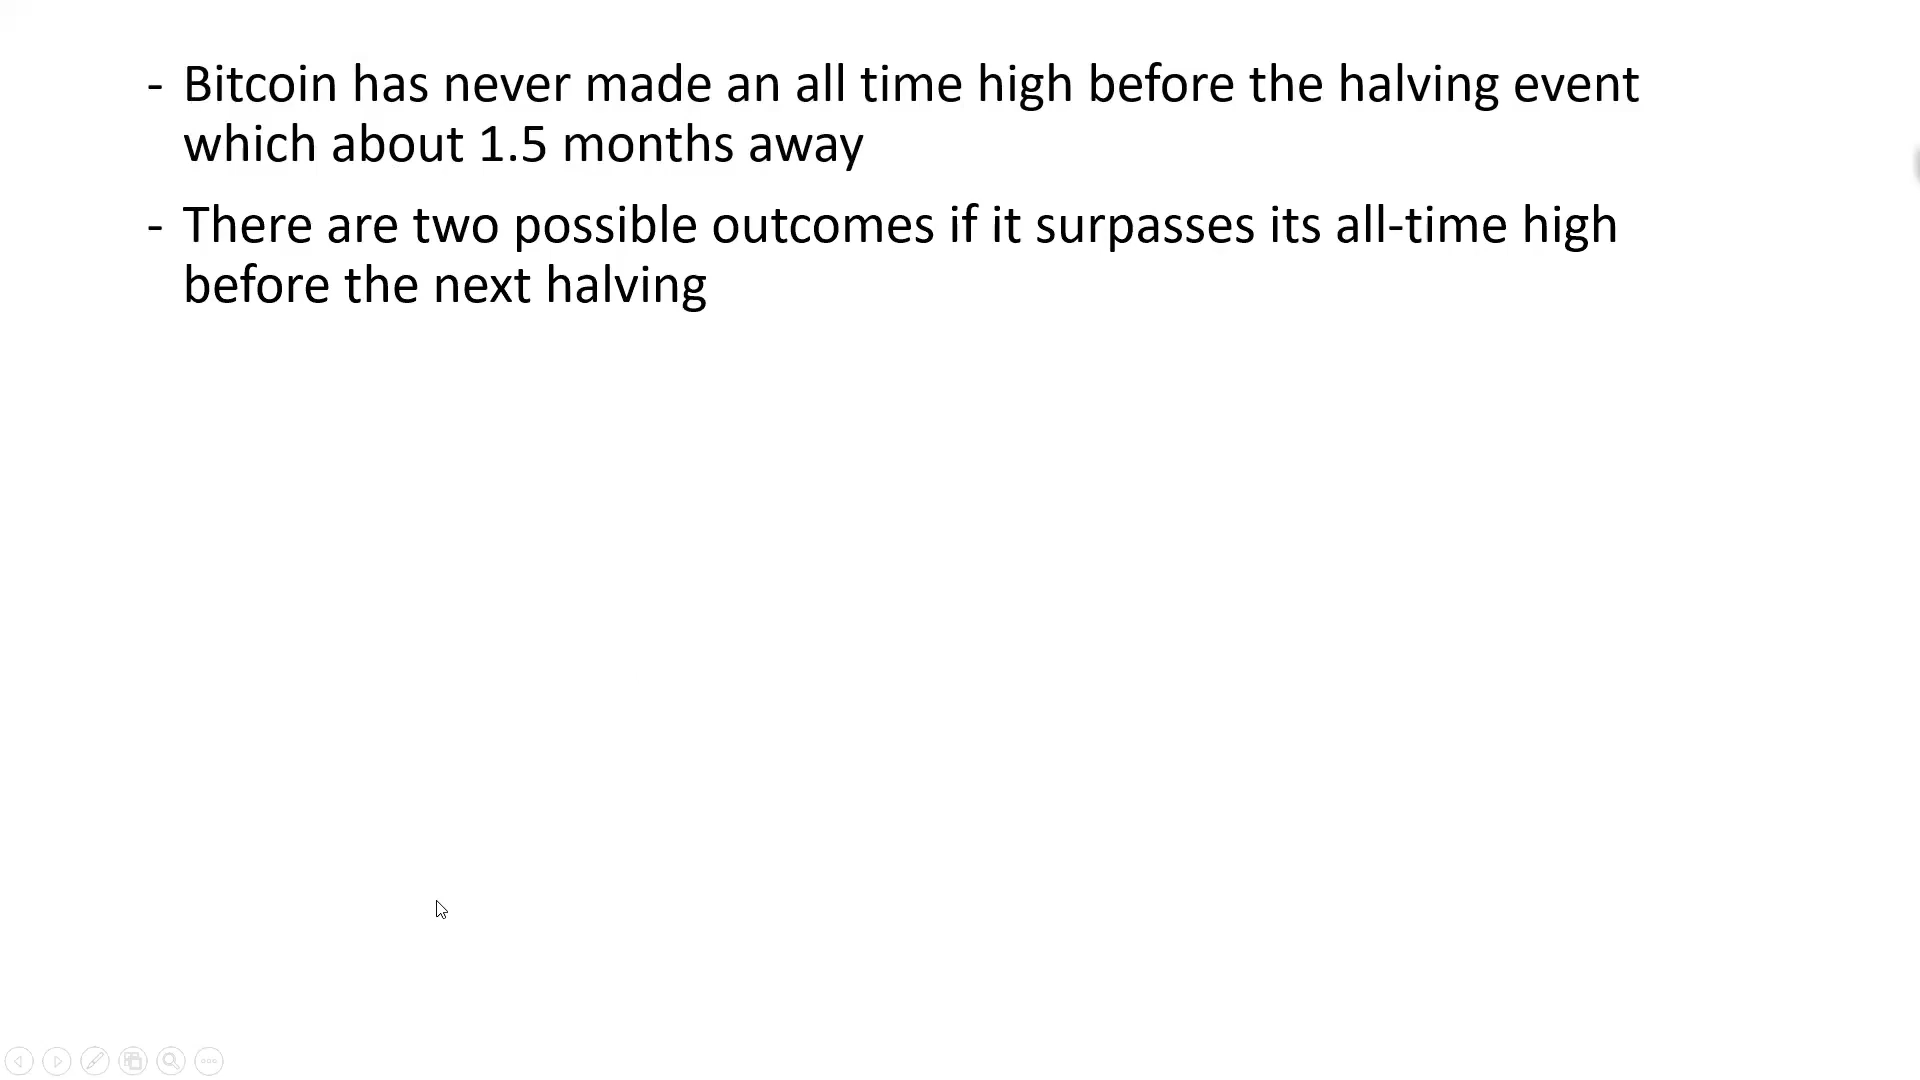 - Bitcoin has never made an all time high before the halving event
which about 1.5 months away
- There are two possible outcomes if it surpasses its all-time high
before the next halving